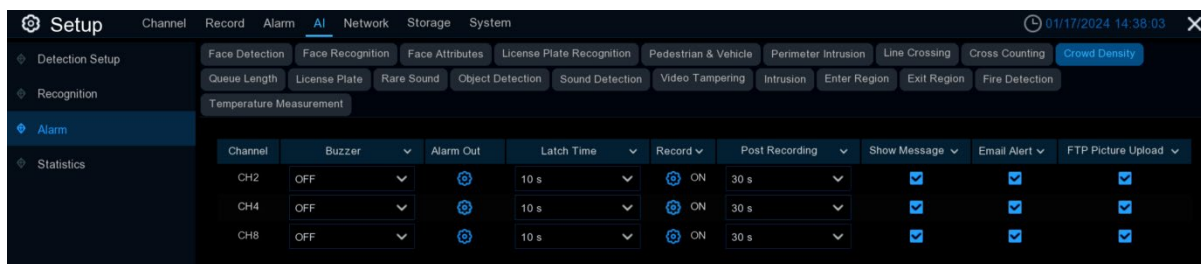 Setup Channel Record Alarm AI Network Storage System 01/17/2024 14:38:03
Detection Setup
Recognition
Alarm
Statistics
Face Detection Face Recognition Face Attributes License Plate Recognition Pedestrian & Vehicle Perimeter Intrusion Line Crossing Cross Counting Crowd Density
Queue Length License Plate Rare Sound Object Detection Sound Detection Video Tampering Intrusion Enter Region Exit Region Fire Detection
Temperature Measurement
Channel Buzzer Alarm Out Latch Time Record Post Recording Show Message Email Alert FTP Picture Upload
CH2 OFF 10 s ON 30 s
CH4 OFF 10 s ON 30 s
CH8 OFF 10 s ON 30 s